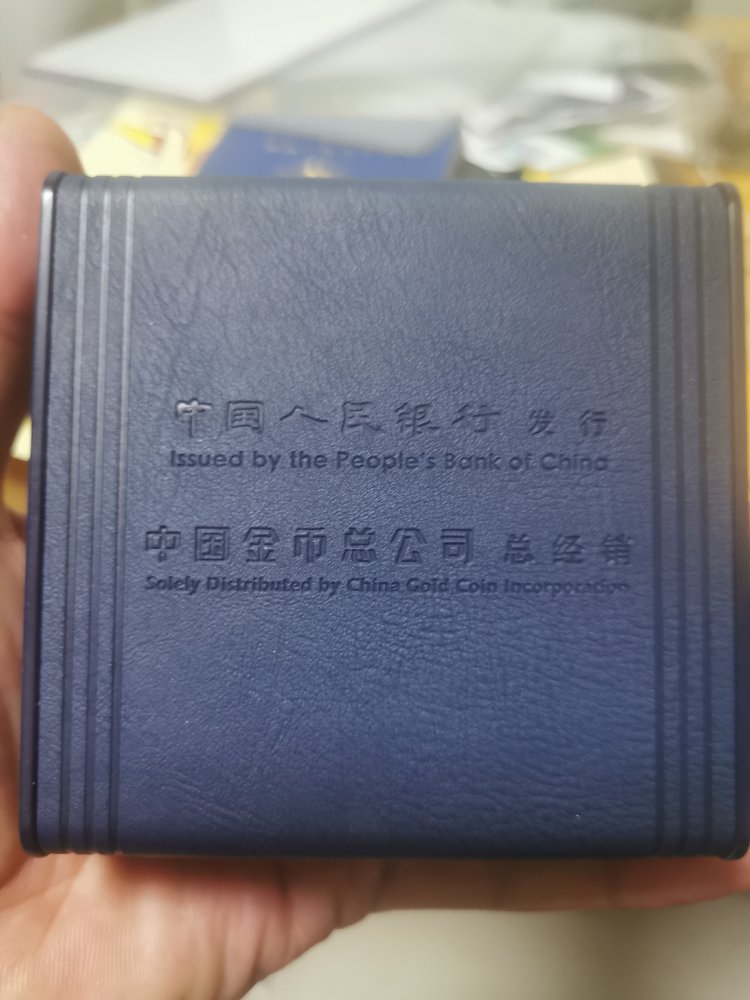 中国人民银行 发行
Issued by the People's Bank of China
中国金币总公司 总经销
Solely Distributed by China Gold Coin Incorporation